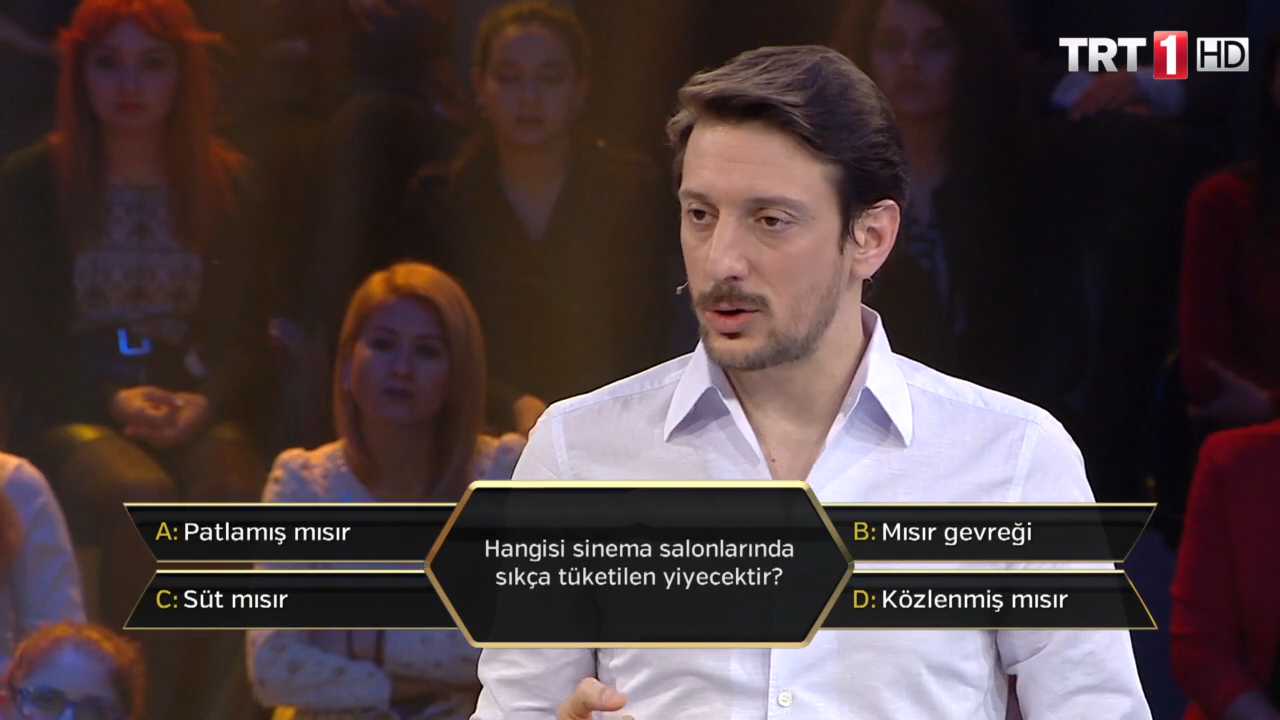 TRT 1 HD
A: Patlamış mısır
B: Mısır gevreği
Hangisi sinema salonlarında
sıkça tüketilen yiyecektir?
C: Süt mısır
D: Közlenmiş mısır